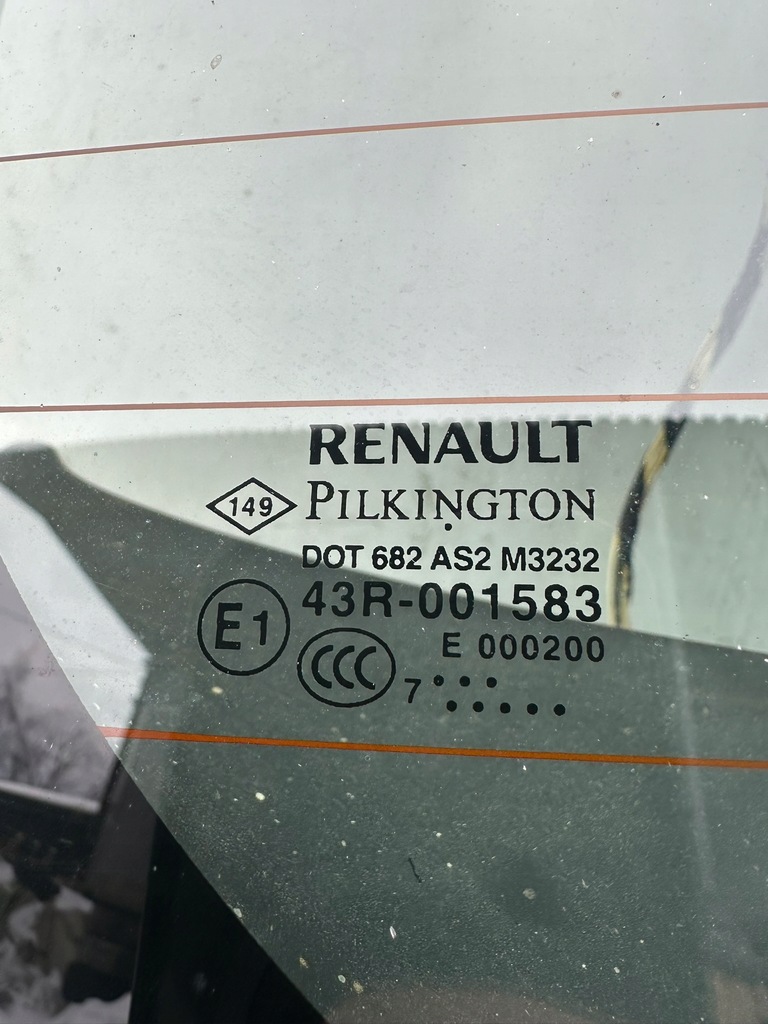 RENAULT
149 PILKINGTON
DOT 682 AS2 M3232
43R-001583
E1
E 000200
CCC 7